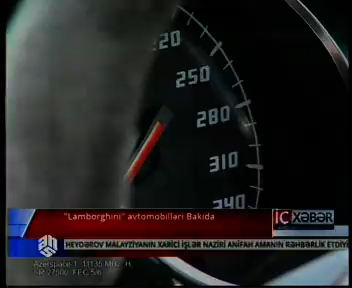 220
250
280
310
340
"Lamborghini" avtomobilləri Bakıda
İC XƏBƏR
HEYDƏROV MALAYZİYANIN XARİCİ İŞLƏR NAZİRİ ANİFAH AMANIN RƏHBƏRLİK ETDİYİ
Azerspace 1 11135 MHz H,
SR 27500 FEC 5/6